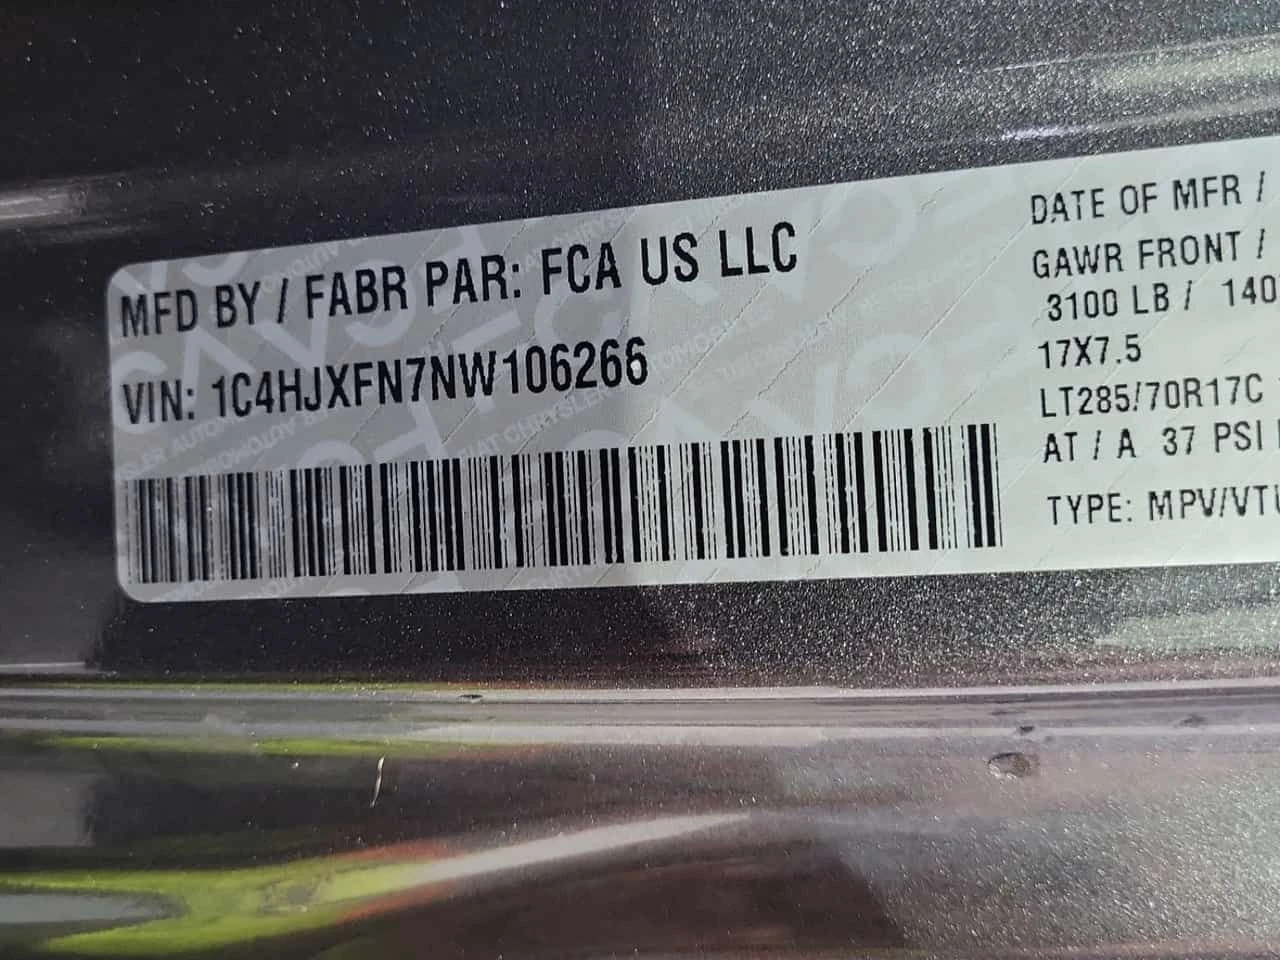 MFD BY / FABR PAR: FCA US LLC
VIN: 1C4HJXFN7NW106266
DATE OF MFR /
GAWR FRONT /
3100 LB / 140
17X7.5
LT285/70R17C
AT / A 37 PSI
TYPE: MPV/VT